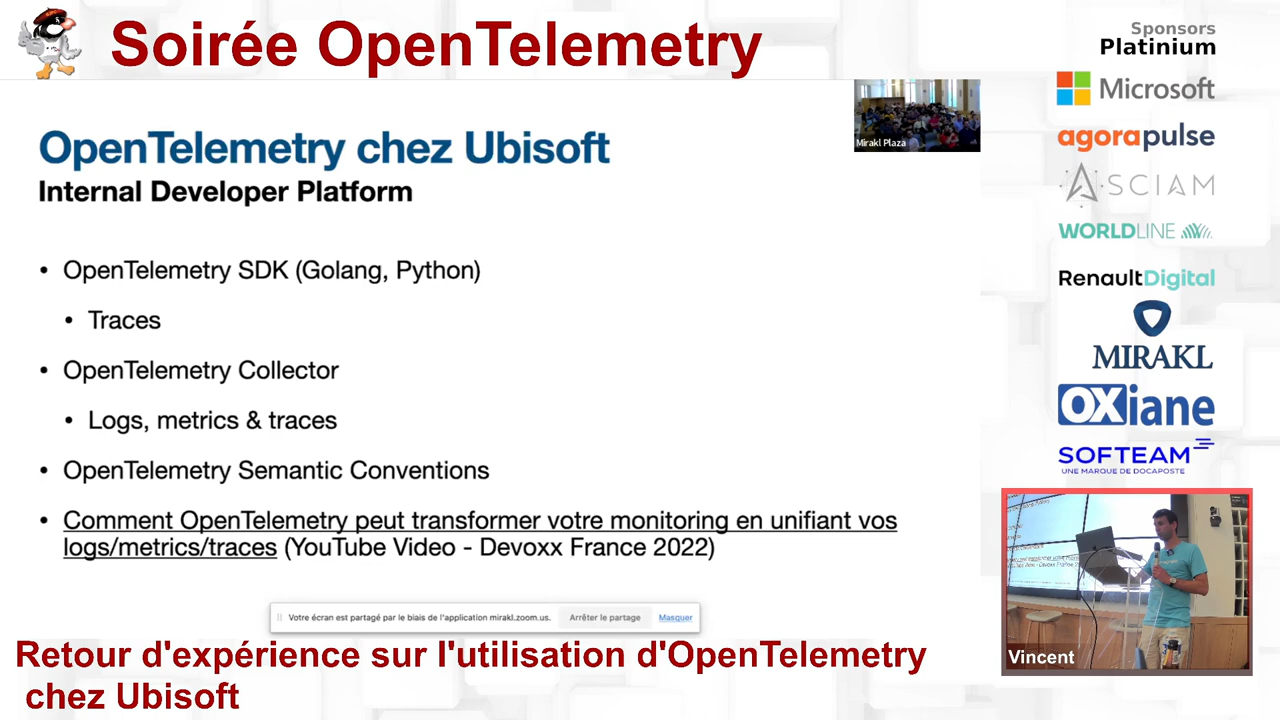 Soirée OpenTelemetry
Sponsors
Platinium
Microsoft
agorapulse
ASCIAM
WORLDLINE
RenaultDigital
MIRAKL
OXiane
SOFTEAM
UNE MARQUE DE DOCAPOSTE
Mirakl Plaza
OpenTelemetry chez Ubisoft
Internal Developer Platform
• OpenTelemetry SDK (Golang, Python)
• Traces
• OpenTelemetry Collector
• Logs, metrics & traces
• OpenTelemetry Semantic Conventions
• Comment OpenTelemetry peut transformer votre monitoring en unifiant vos
logs/metrics/traces (YouTube Video - Devoxx France 2022)
Votre écran est partagé par le biais de l'application mirakl.zoom.us. Arrêter le partage Masquer
Vincent
Retour d'expérience sur l'utilisation d'OpenTelemetry
chez Ubisoft